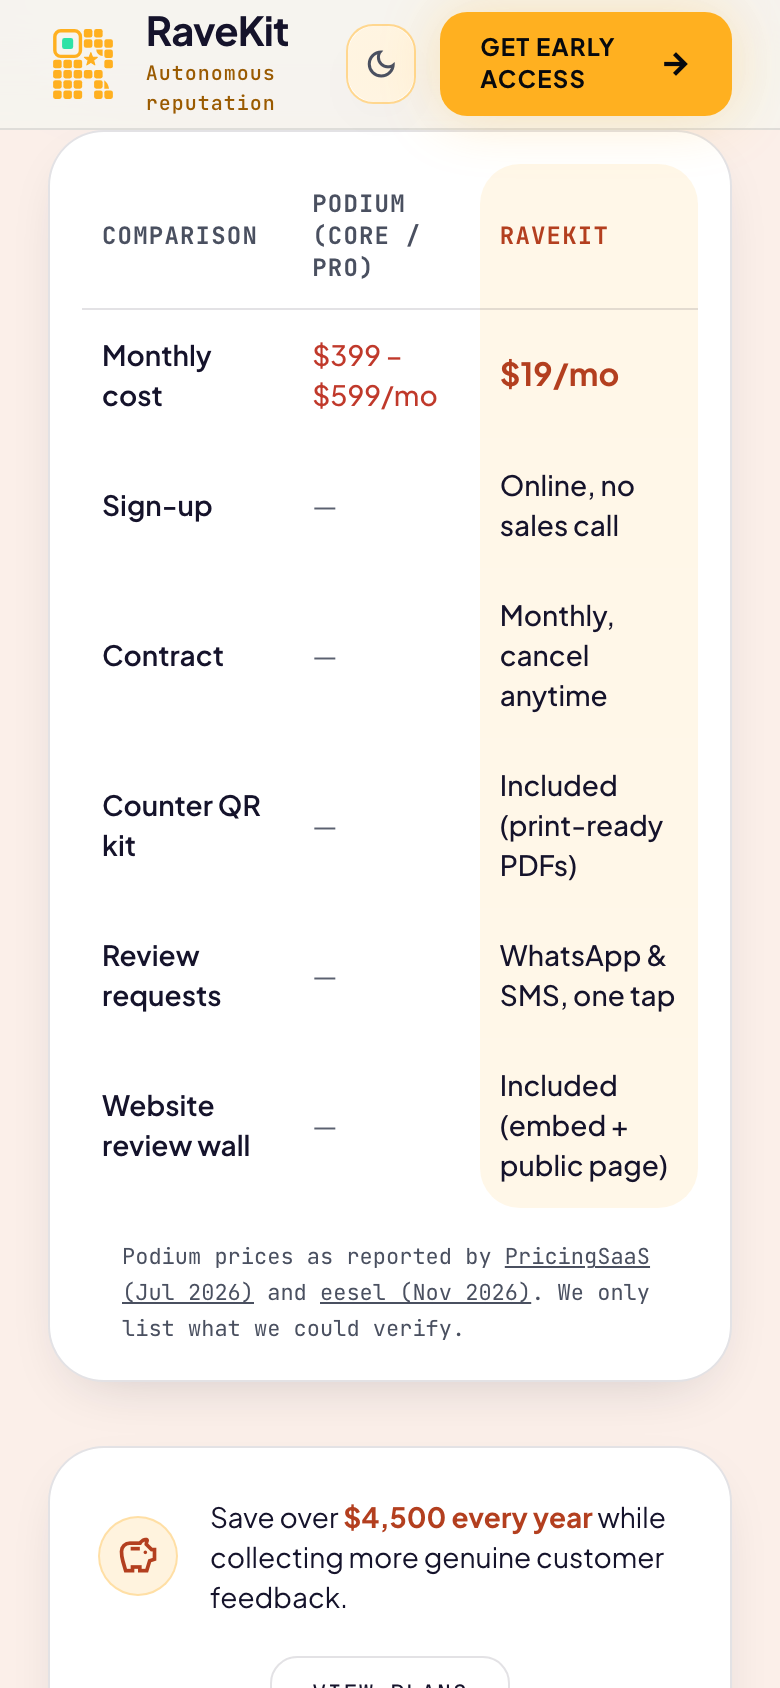 RaveKit
Autonomous
reputation
GET EARLY
ACCESS
COMPARISON
PODIUM
(CORE /
PRO)
RAVEKIT
Monthly
cost
$399 –
$599/mo
$19/mo
Sign-up
—
Online, no
sales call
Contract
—
Monthly,
cancel
anytime
Counter QR
kit
—
Included
(print-ready
PDFs)
Review
requests
—
WhatsApp &
SMS, one tap
Website
review wall
—
Included
(embed +
public page)
Podium prices as reported by PricingSaaS
(Jul 2026) and eesel (Nov 2026). We only
list what we could verify.
Save over $4,500 every year while
collecting more genuine customer
feedback.
VIEW PLANS